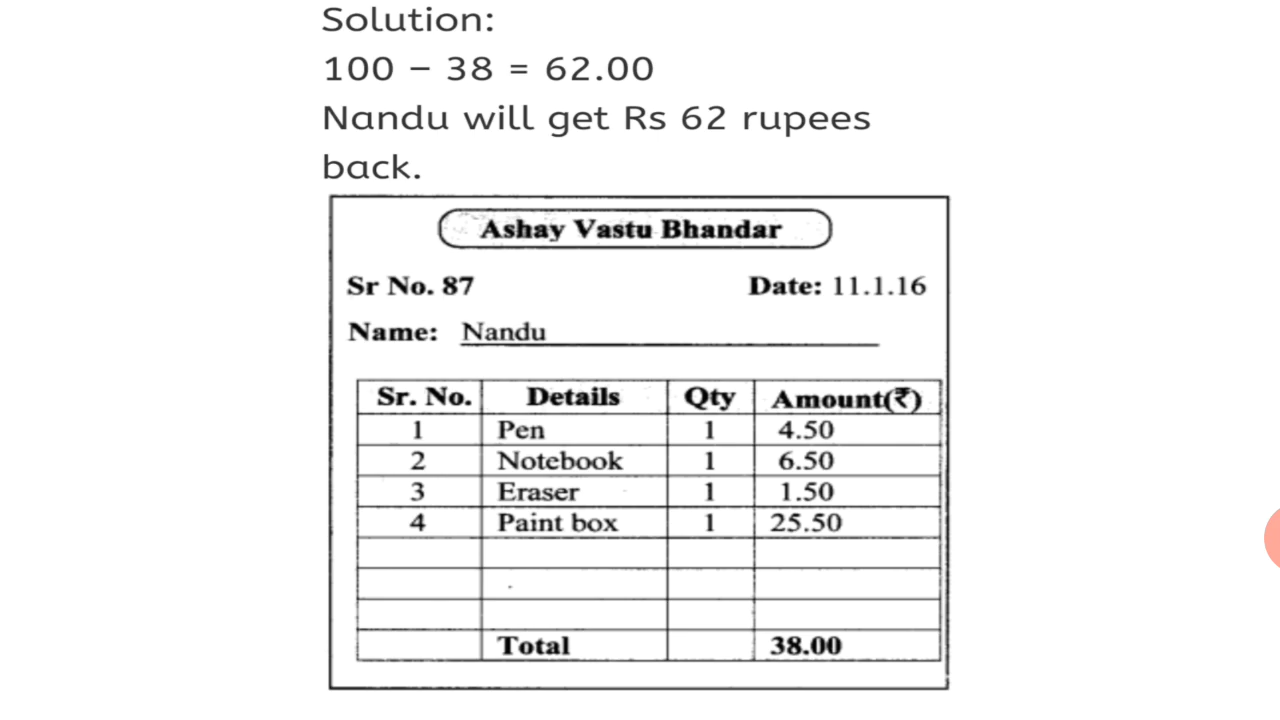 Solution:
100 − 38 = 62.00
Nandu will get Rs 62 rupees
back.
Ashay Vastu Bhandar
Sr No. 87 Date: 11.1.16
Name: Nandu
Sr. No. Details Qty Amount(₹)
1 Pen 1 4.50
2 Notebook 1 6.50
3 Eraser 1 1.50
4 Paint box 1 25.50
Total 38.00